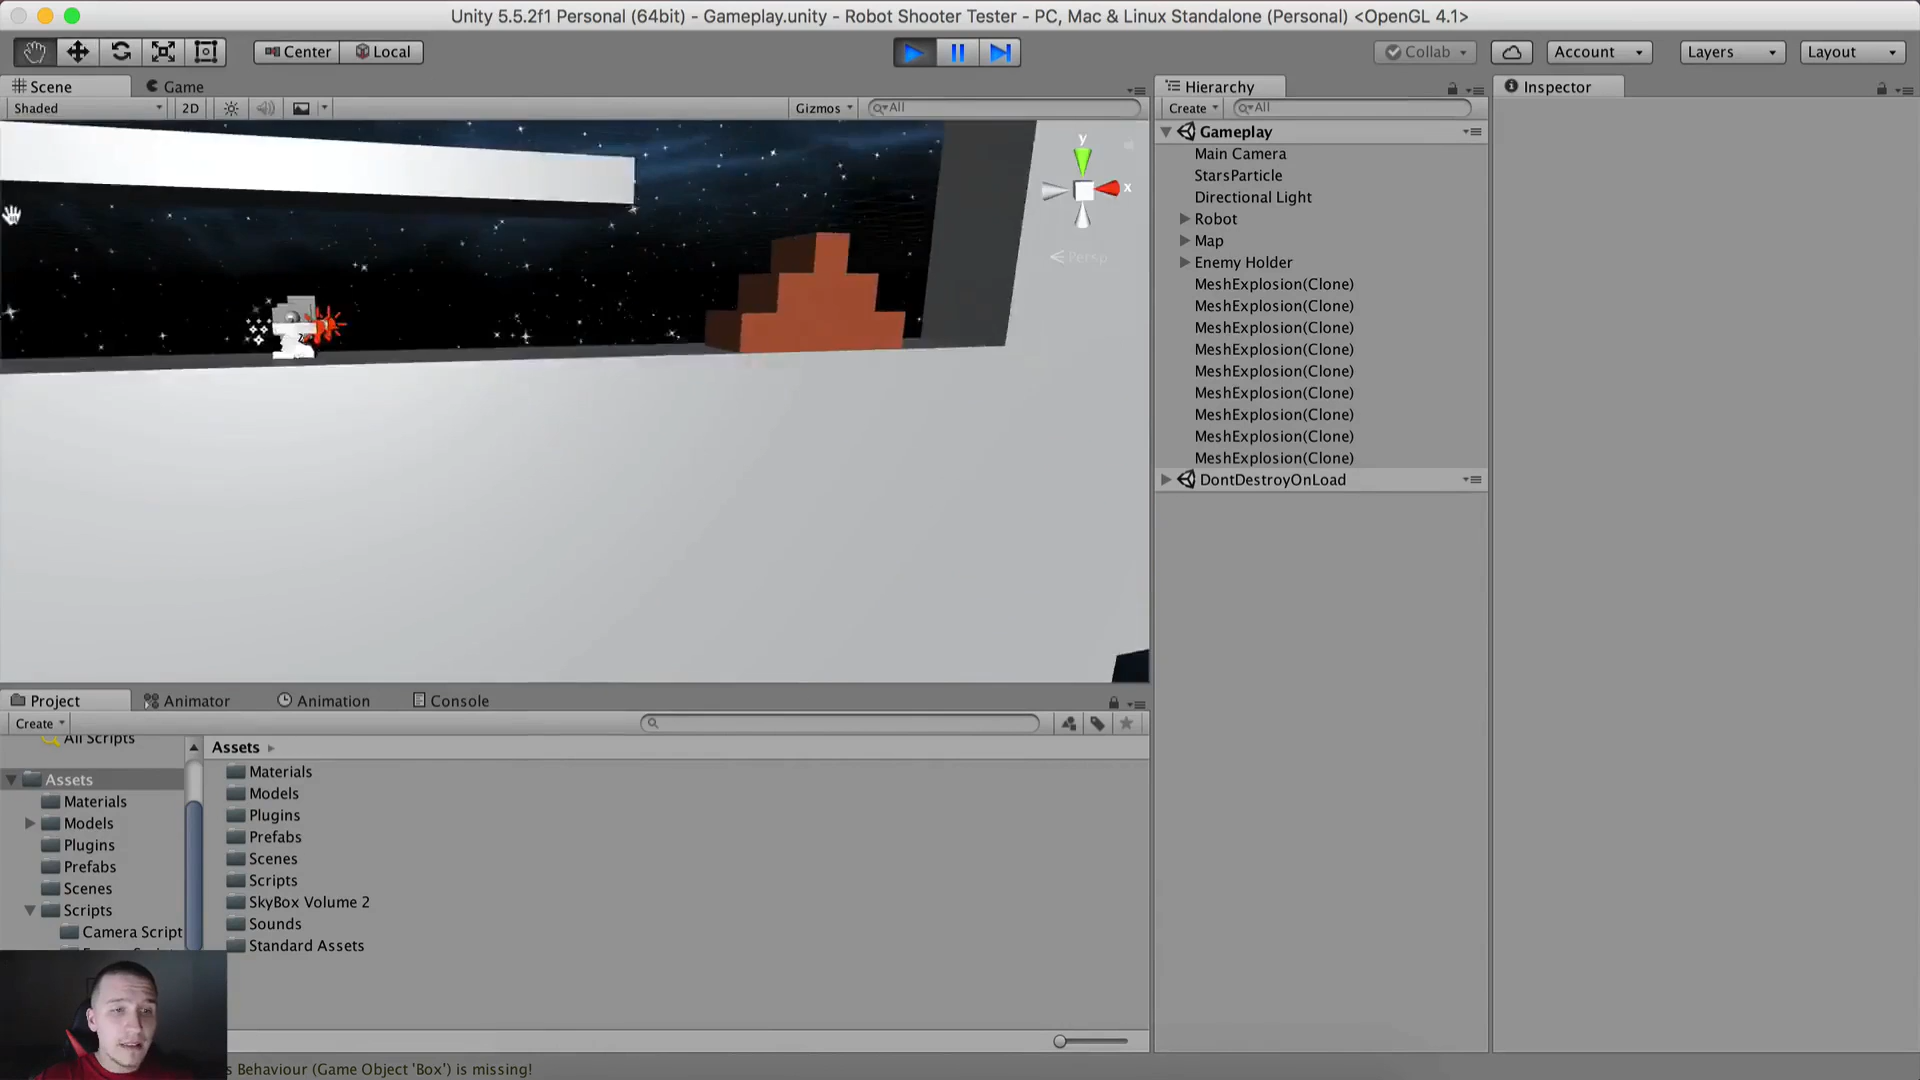 Unity 5.5.2f1 Personal (64bit) - Gameplay.unity - Robot Shooter Tester - PC, Mac & Linux Standalone (Personal) <OpenGL 4.1>
Center
Local
Collab
Account
Layers
Layout
Scene
Game
Shaded
2D
Gizmos
All
y
x
Persp
Hierarchy
Create
All
Gameplay
Main Camera
StarsParticle
Directional Light
Robot
Map
Enemy Holder
MeshExplosion(Clone)
MeshExplosion(Clone)
MeshExplosion(Clone)
MeshExplosion(Clone)
MeshExplosion(Clone)
MeshExplosion(Clone)
MeshExplosion(Clone)
MeshExplosion(Clone)
MeshExplosion(Clone)
DontDestroyOnLoad
Inspector
Project
Animator
Animation
Console
Create
All Scripts
Assets
Materials
Models
Plugins
Prefabs
Scenes
Scripts
Camera Script
Assets
Materials
Models
Plugins
Prefabs
Scenes
Scripts
SkyBox Volume 2
Sounds
Standard Assets
s Behaviour (Game Object 'Box') is missing!